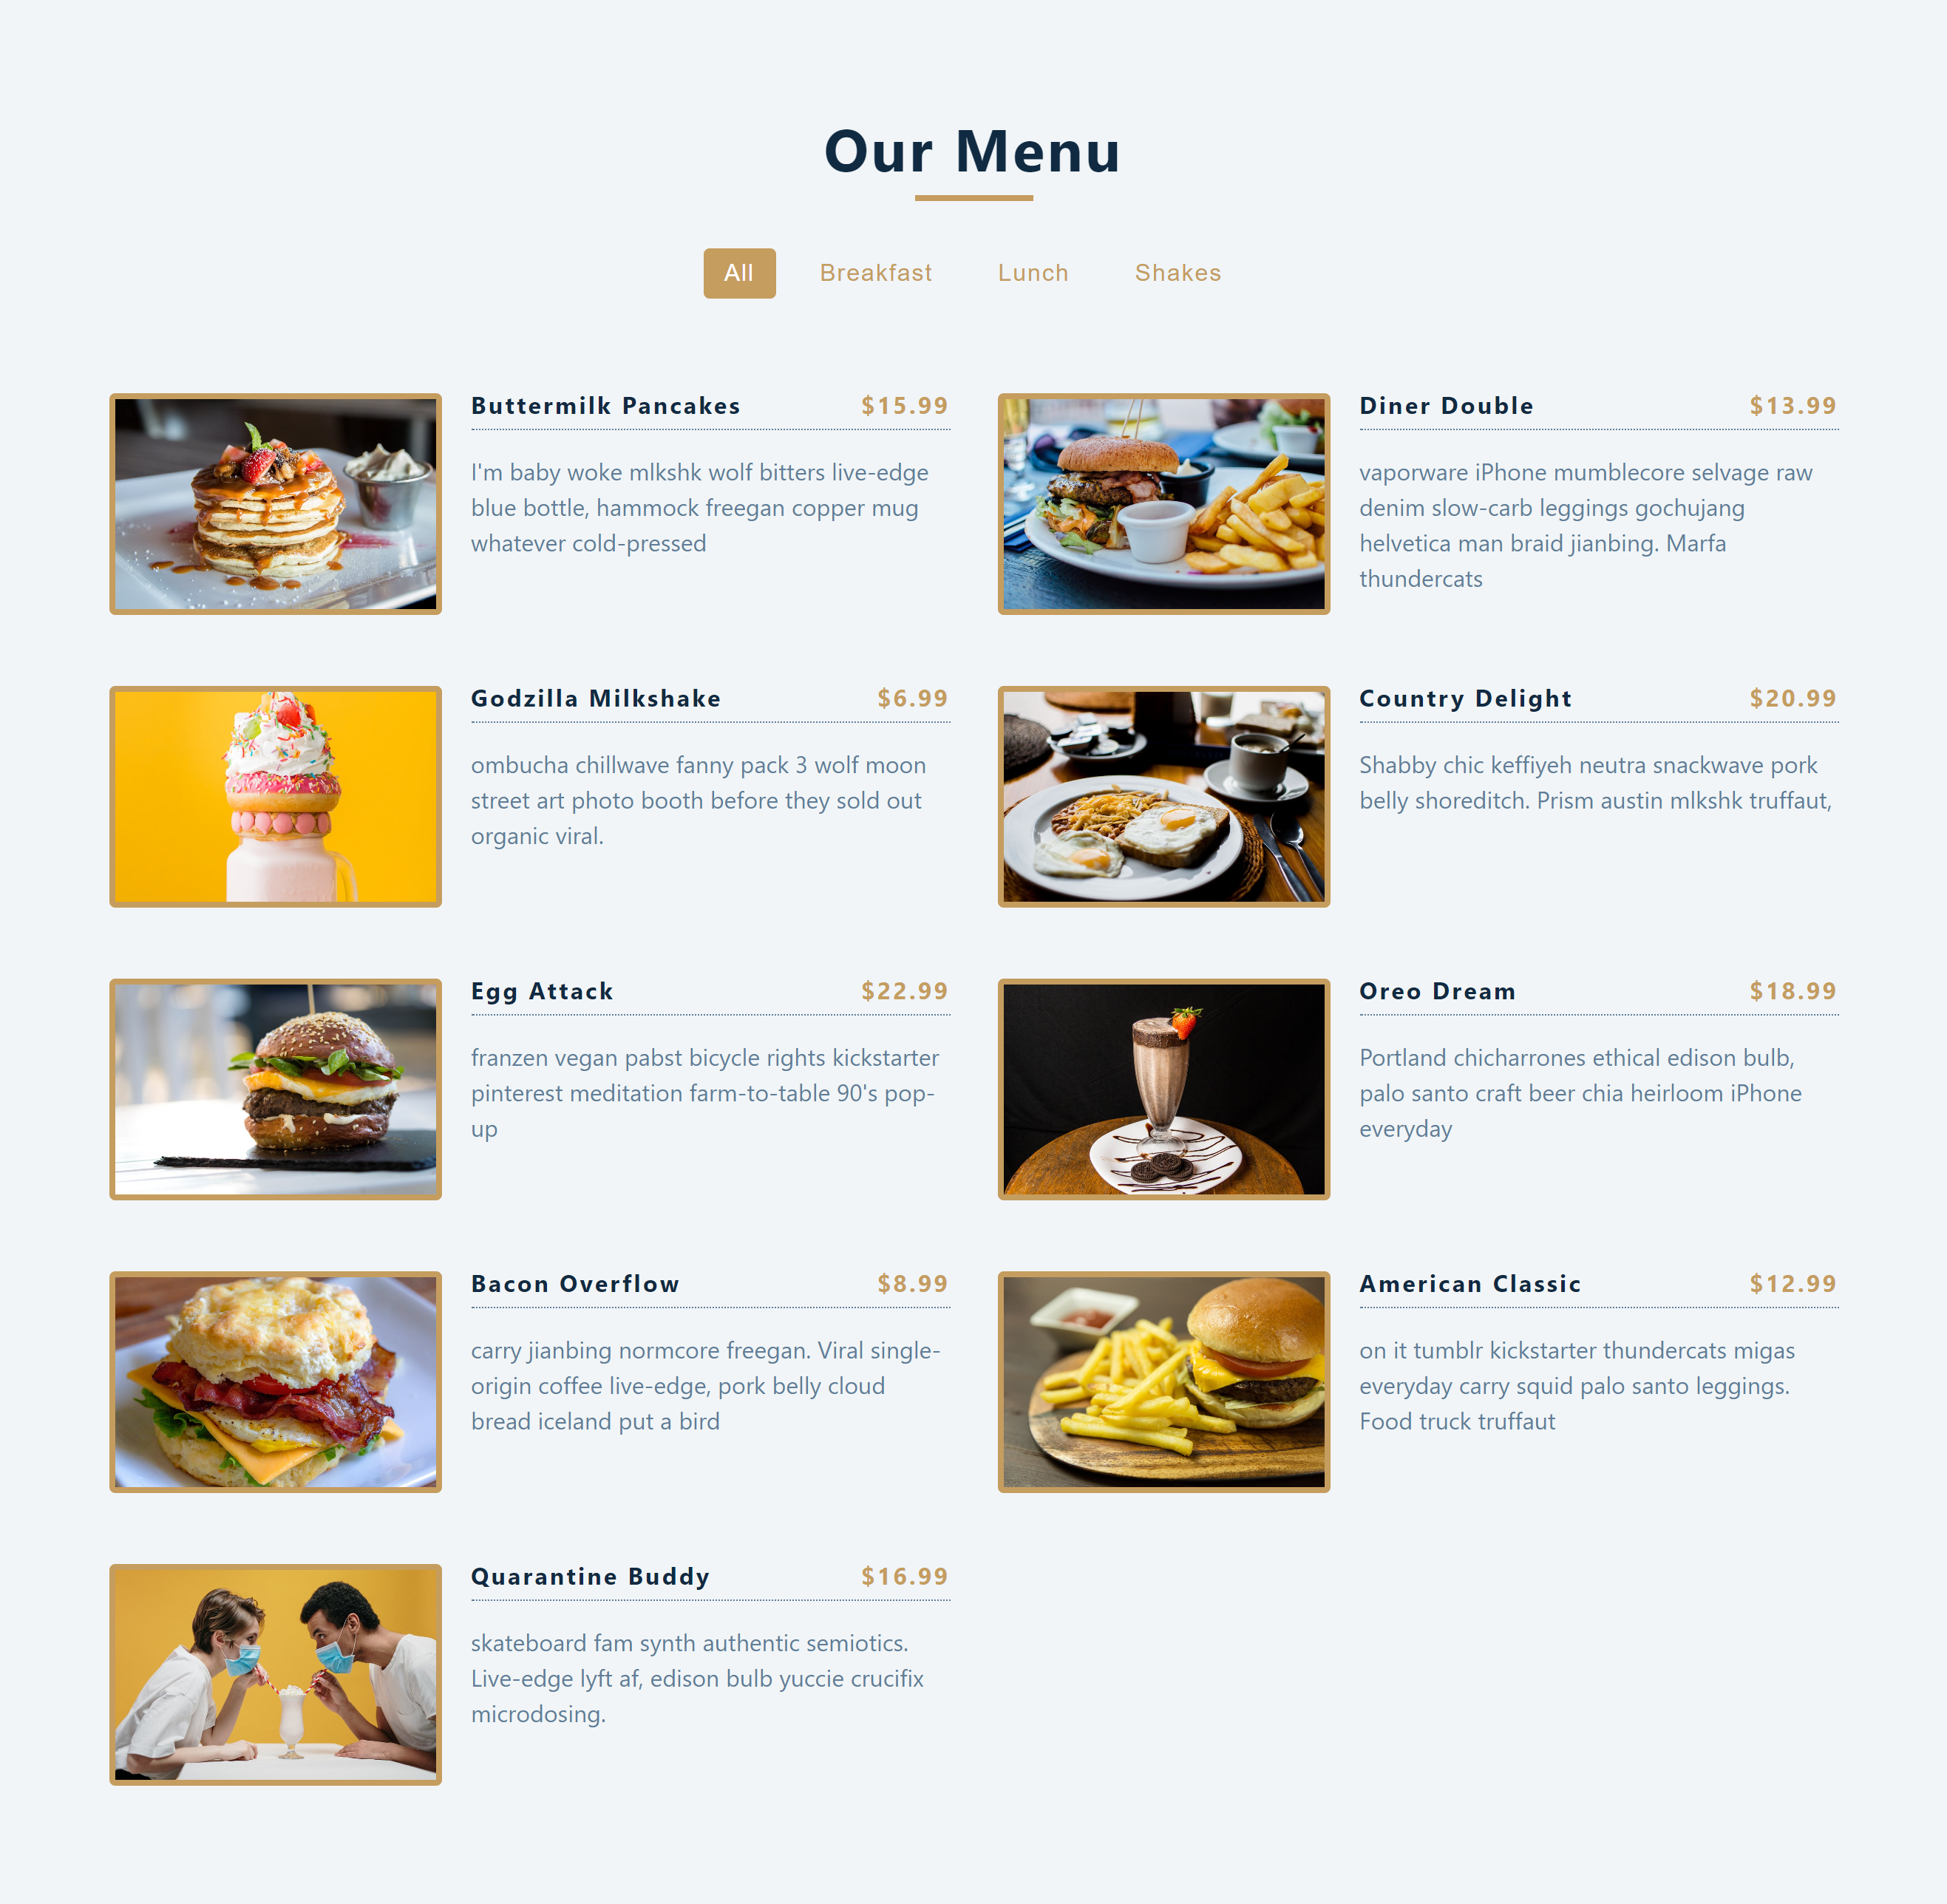 Our Menu
All
Breakfast
Lunch
Shakes
Buttermilk Pancakes
$15.99
I'm baby woke mlkshk wolf bitters live-edge
blue bottle, hammock freegan copper mug
whatever cold-pressed
Diner Double
$13.99
vaporware iPhone mumblecore selvage raw
denim slow-carb leggings gochujang
helvetica man braid jianbing. Marfa
thundercats
Godzilla Milkshake
$6.99
ombucha chillwave fanny pack 3 wolf moon
street art photo booth before they sold out
organic viral.
Country Delight
$20.99
Shabby chic keffiyeh neutra snackwave pork
belly shoreditch. Prism austin mlkshk truffaut,
Egg Attack
$22.99
franzen vegan pabst bicycle rights kickstarter
pinterest meditation farm-to-table 90's pop-
up
Oreo Dream
$18.99
Portland chicharrones ethical edison bulb,
palo santo craft beer chia heirloom iPhone
everyday
Bacon Overflow
$8.99
carry jianbing normcore freegan. Viral single-
origin coffee live-edge, pork belly cloud
bread iceland put a bird
American Classic
$12.99
on it tumblr kickstarter thundercats migas
everyday carry squid palo santo leggings.
Food truck truffaut
Quarantine Buddy
$16.99
skateboard fam synth authentic semiotics.
Live-edge lyft af, edison bulb yuccie crucifix
microdosing.